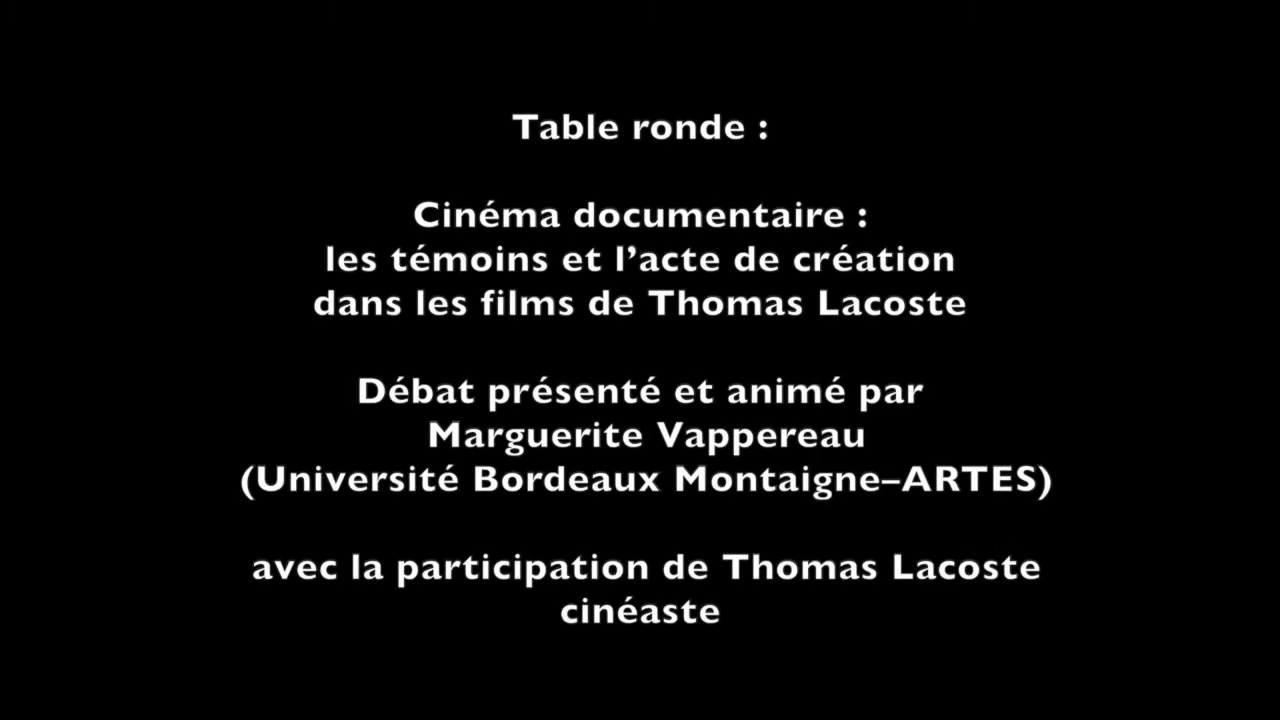 Table ronde :
Cinéma documentaire :
les témoins et l’acte de création
dans les films de Thomas Lacoste
Débat présenté et animé par
Marguerite Vappereau
(Université Bordeaux Montaigne–ARTES)
avec la participation de Thomas Lacoste
cinéaste